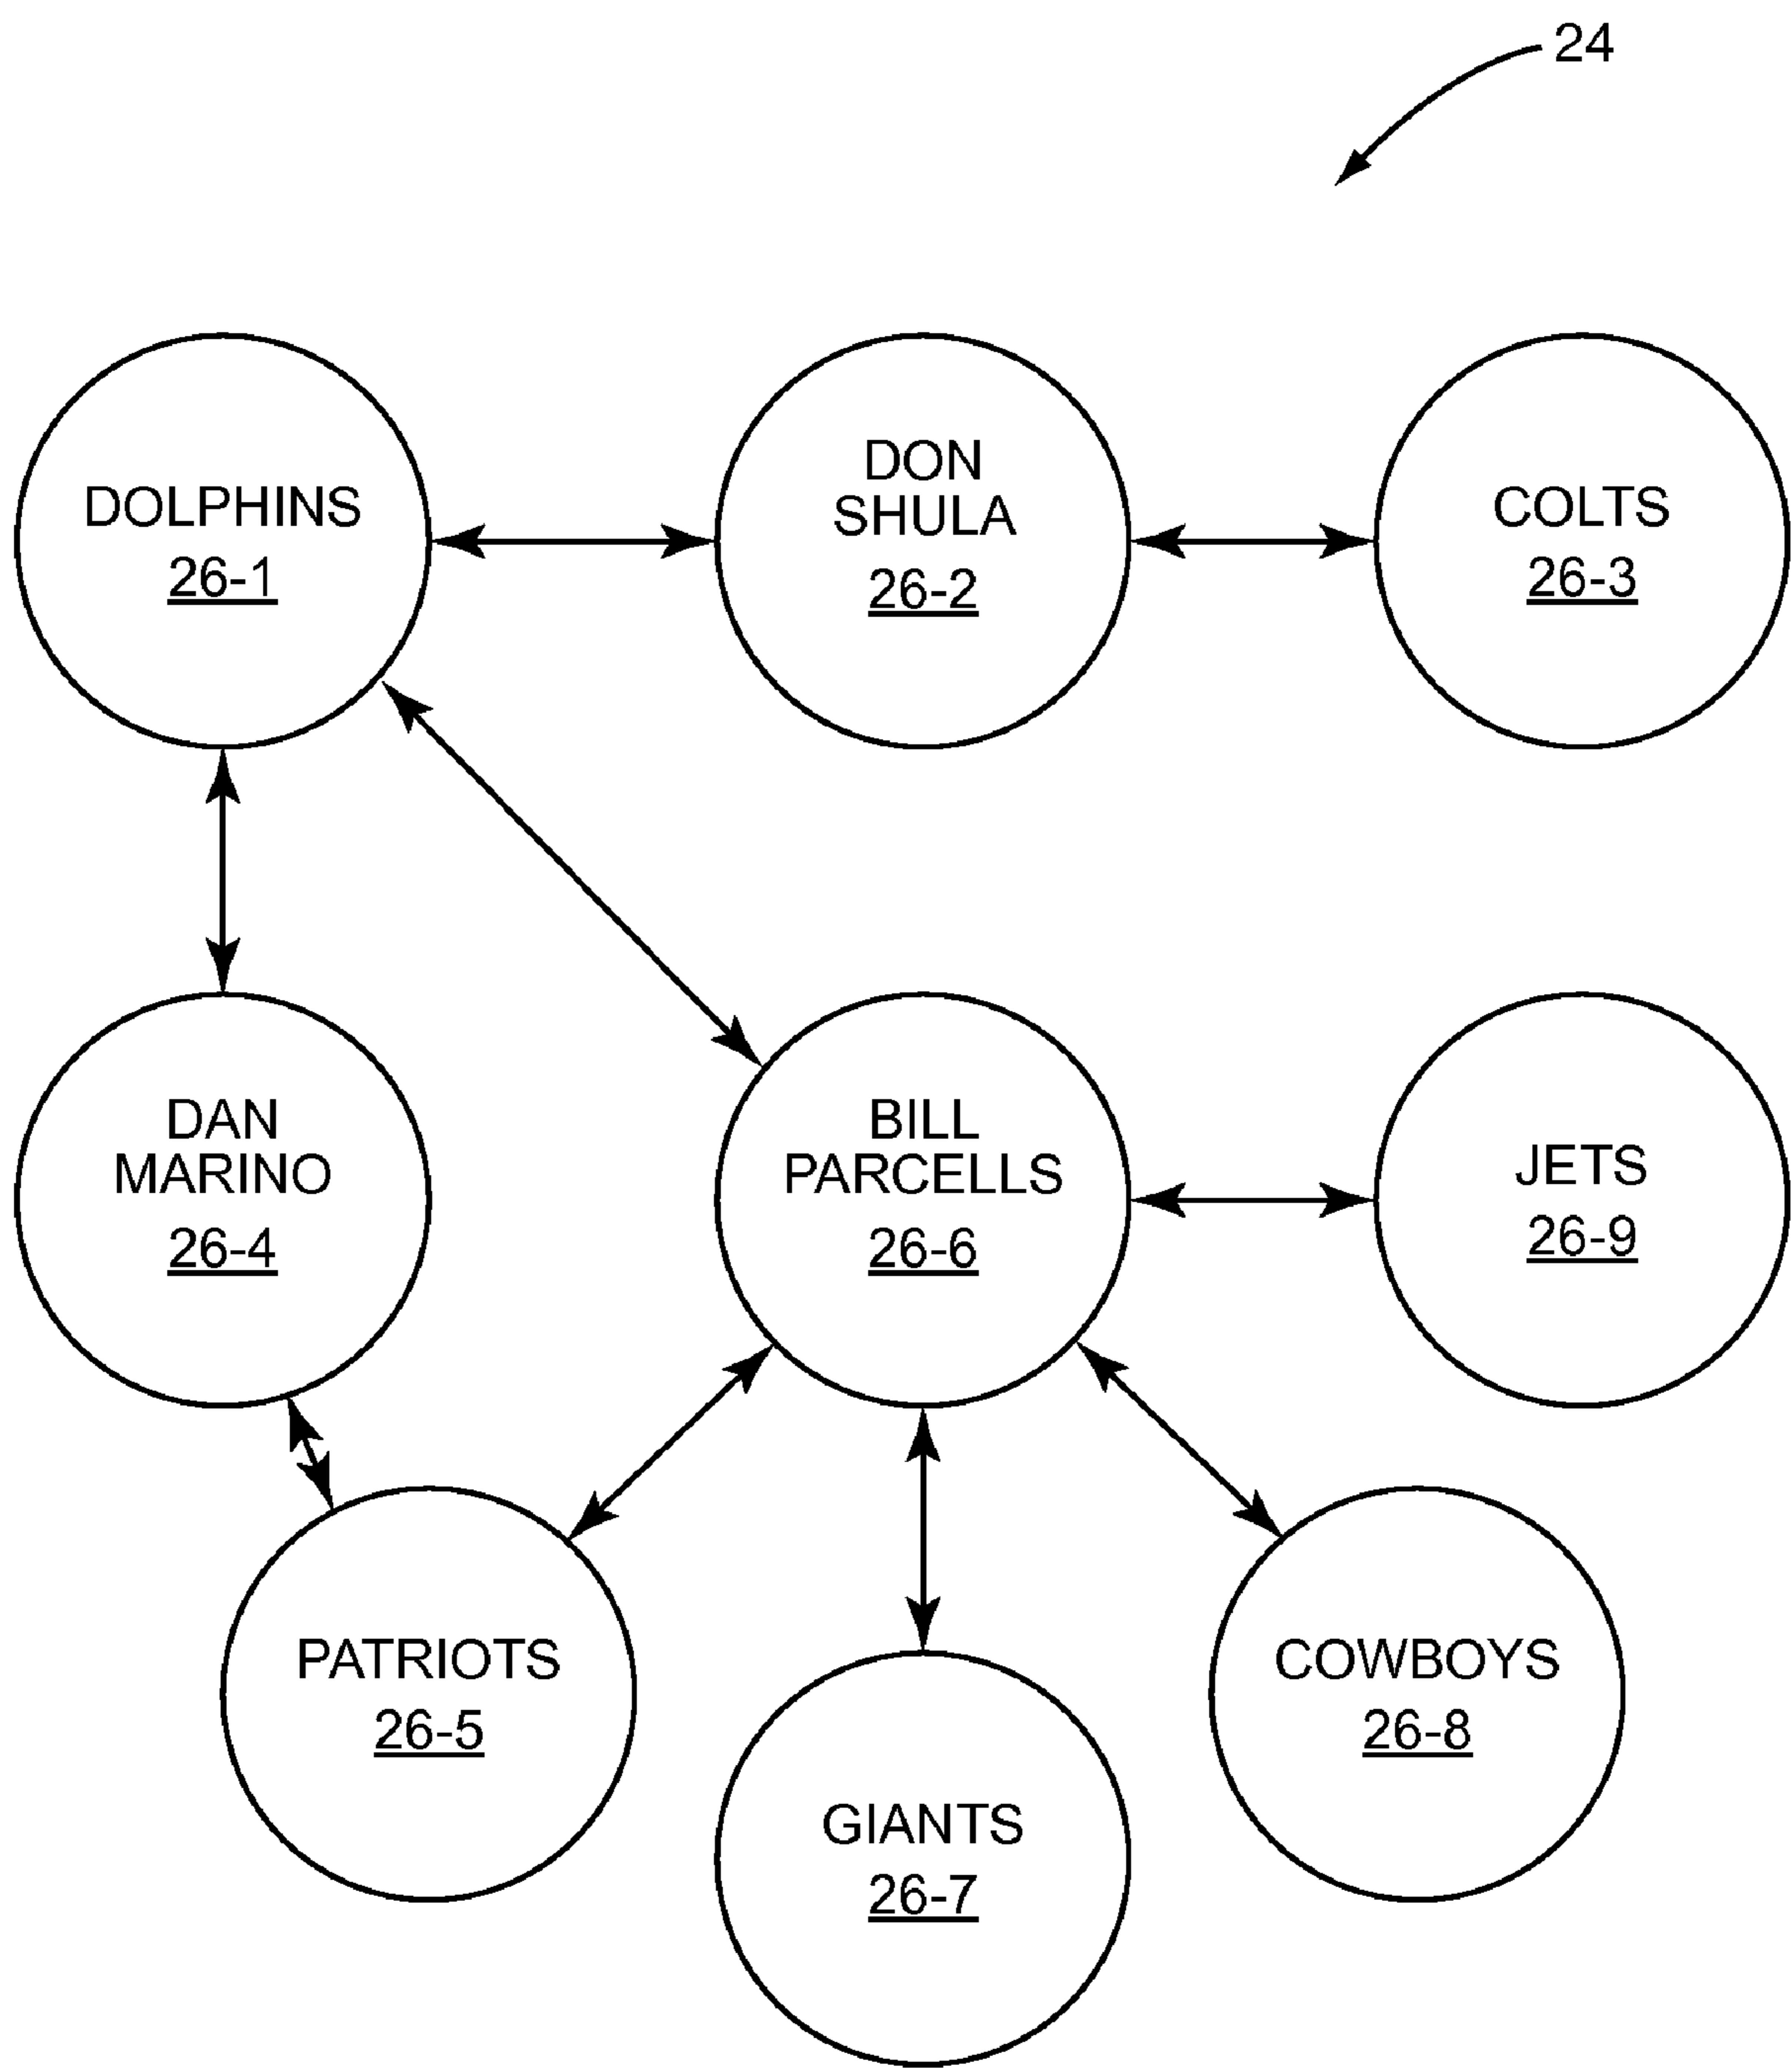 24
DOLPHINS
26-1
DON
SHULA
26-2
COLTS
26-3
DAN
MARINO
26-4
BILL
PARCELLS
26-6
JETS
26-9
PATRIOTS
26-5
GIANTS
26-7
COWBOYS
26-8